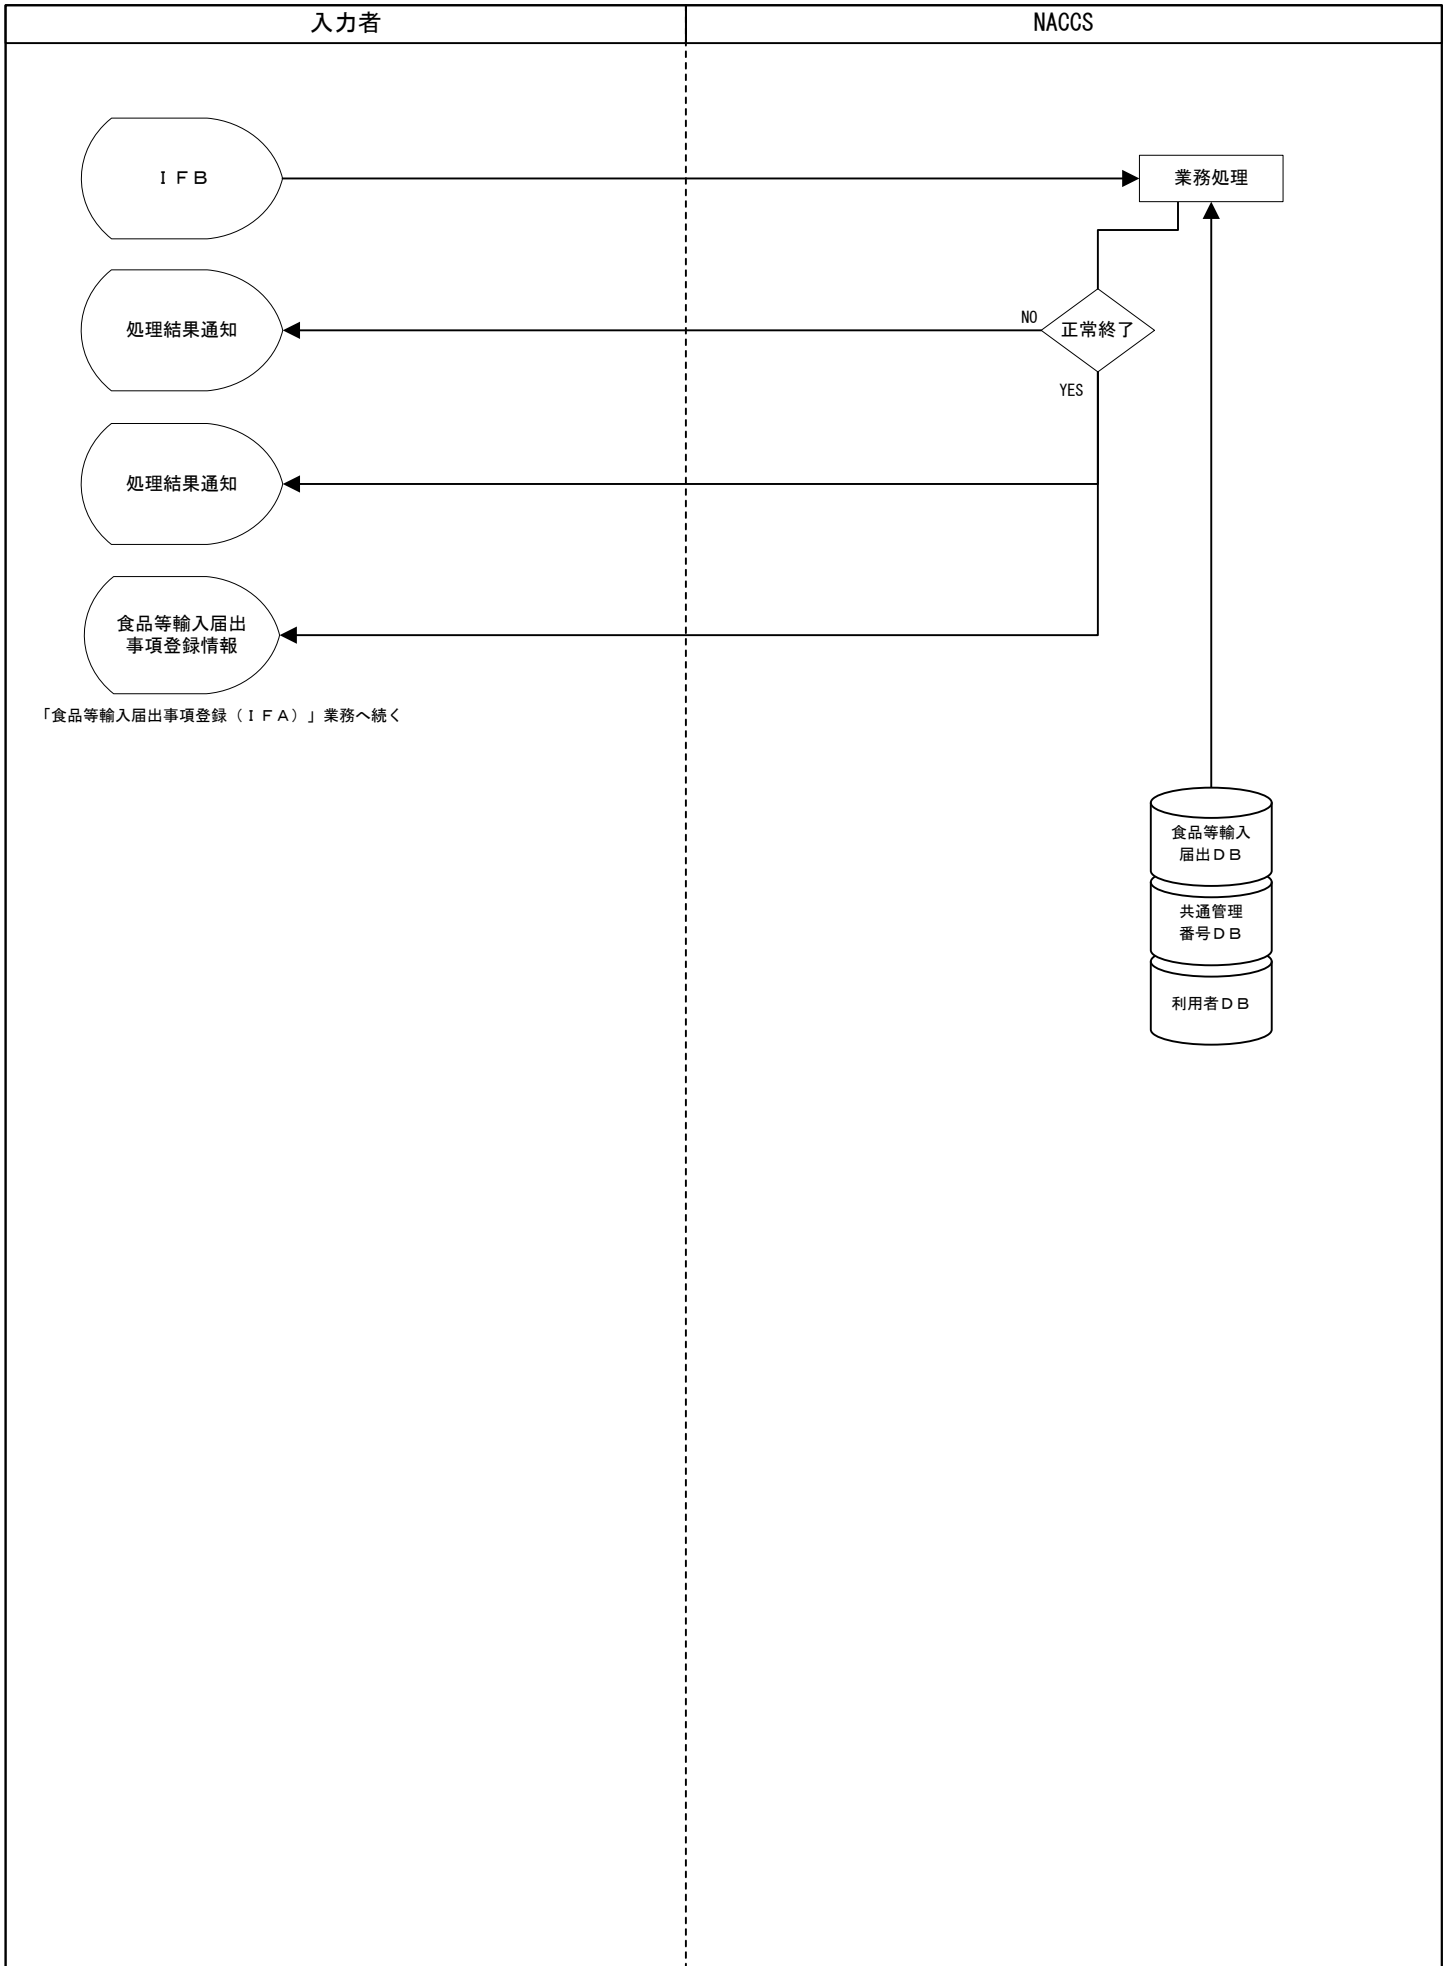 入力者
NACCS
ＩＦＢ
業務処理
処理結果通知
NO
正常終了
YES
処理結果通知
食品等輸入届出
事項登録情報
「食品等輸入届出事項登録（ＩＦＡ）」業務へ続く
食品等輸入
届出ＤＢ
共通管理
番号ＤＢ
利用者ＤＢ